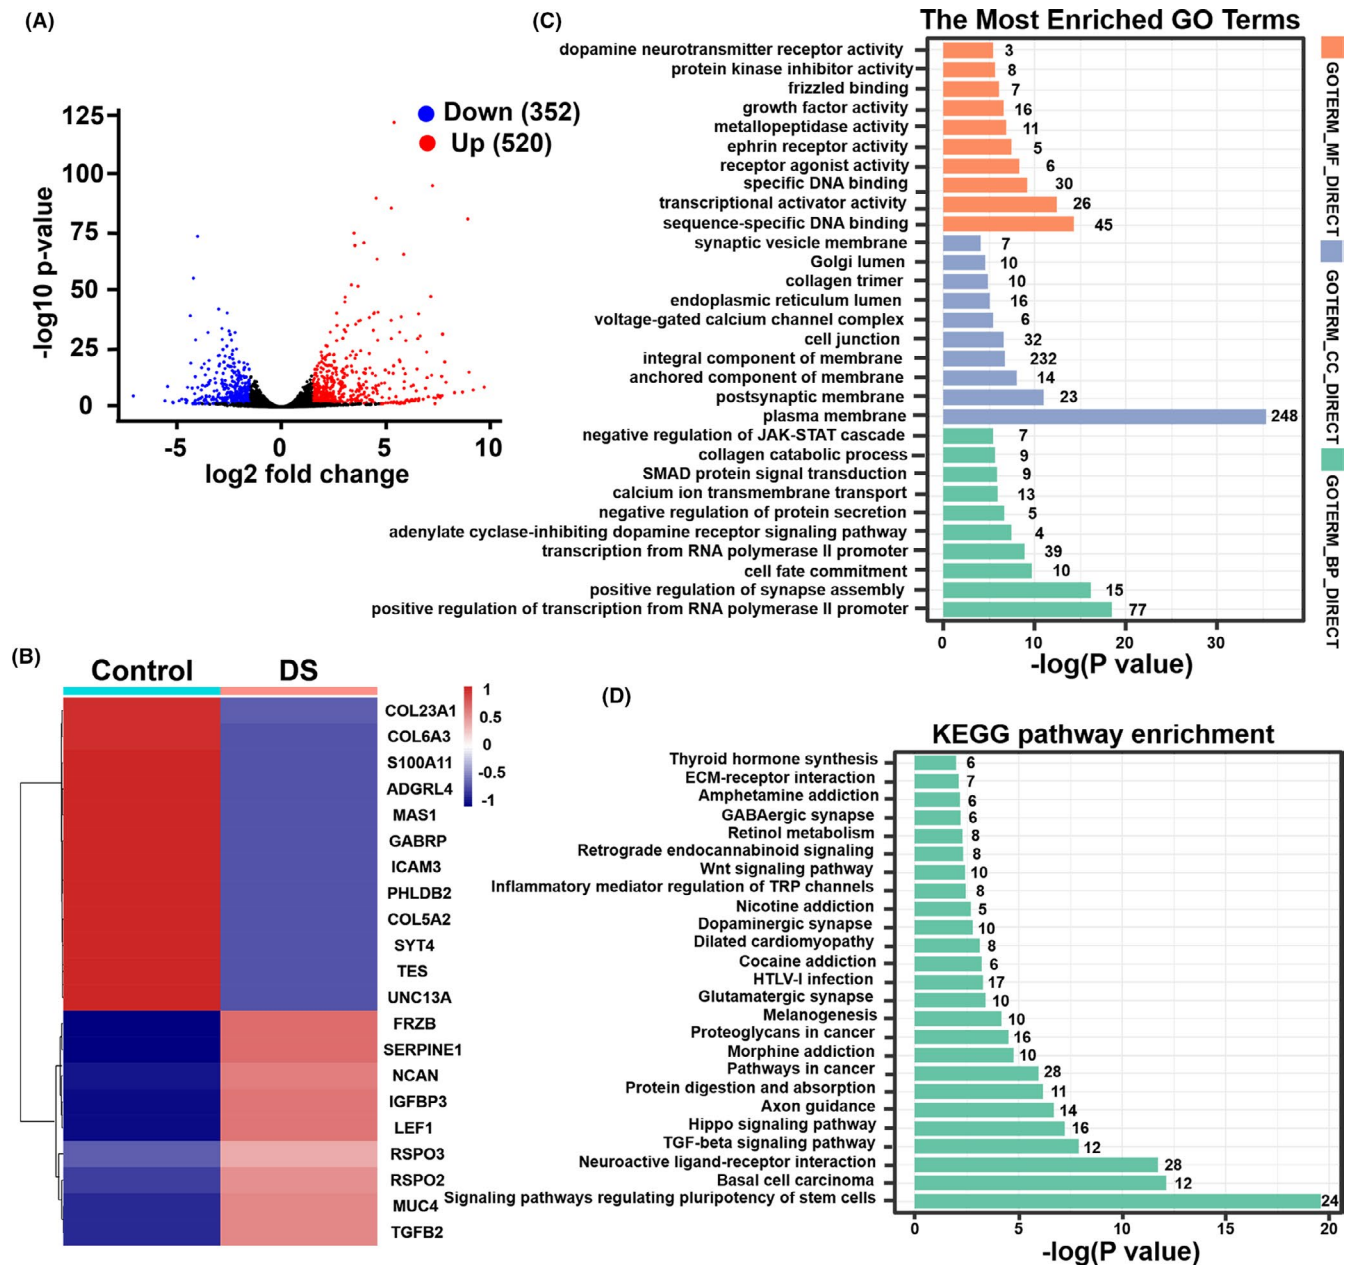 (A)
Down (352)
Up (520)
-log10 p-value
125
100
75
50
25
0
-5
0
5
10
log2 fold change
(C)
The Most Enriched GO Terms
dopamine neurotransmitter receptor activity 3
protein kinase inhibitor activity 8
frizzled binding 7
growth factor activity 16
metallopeptidase activity 11
ephrin receptor activity 5
receptor agonist activity 6
specific DNA binding 30
transcriptional activator activity 26
sequence-specific DNA binding 45
synaptic vesicle membrane 7
Golgi lumen 10
collagen trimer 10
endoplasmic reticulum lumen 16
voltage-gated calcium channel complex 6
cell junction 32
integral component of membrane 232
anchored component of membrane 14
postsynaptic membrane 23
plasma membrane 248
negative regulation of JAK-STAT cascade 7
collagen catabolic process 9
SMAD protein signal transduction 9
calcium ion transmembrane transport 13
negative regulation of protein secretion 5
adenylate cyclase-inhibiting dopamine receptor signaling pathway 4
transcription from RNA polymerase II promoter 39
cell fate commitment 10
positive regulation of synapse assembly 15
positive regulation of transcription from RNA polymerase II promoter 77
0 10 20 30
-log(P value)
GOTERM_MF_DIRECT
GOTERM_CC_DIRECT
GOTERM_BP_DIRECT
(B)
Control DS
COL23A1
COL6A3
S100A11
ADGRL4
MAS1
GABRP
ICAM3
PHLDB2
COL5A2
SYT4
TES
UNC13A
FRZB
SERPINE1
NCAN
IGFBP3
LEF1
RSPO3
RSPO2
MUC4
TGFB2
1
0.5
0
-0.5
-1
(D)
KEGG pathway enrichment
Thyroid hormone synthesis 6
ECM-receptor interaction 7
Amphetamine addiction 6
GABAergic synapse 6
Retinol metabolism 8
Retrograde endocannabinoid signaling 8
Wnt signaling pathway 10
Inflammatory mediator regulation of TRP channels 8
Nicotine addiction 5
Dopaminergic synapse 10
Dilated cardiomyopathy 8
Cocaine addiction 6
HTLV-I infection 17
Glutamatergic synapse 10
Melanogenesis 10
Proteoglycans in cancer 16
Morphine addiction 10
Pathways in cancer 28
Protein digestion and absorption 11
Axon guidance 14
Hippo signaling pathway 16
TGF-beta signaling pathway 12
Neuroactive ligand-receptor interaction 28
Basal cell carcinoma 12
Signaling pathways regulating pluripotency of stem cells 24
0 5 10 15 20
-log(P value)